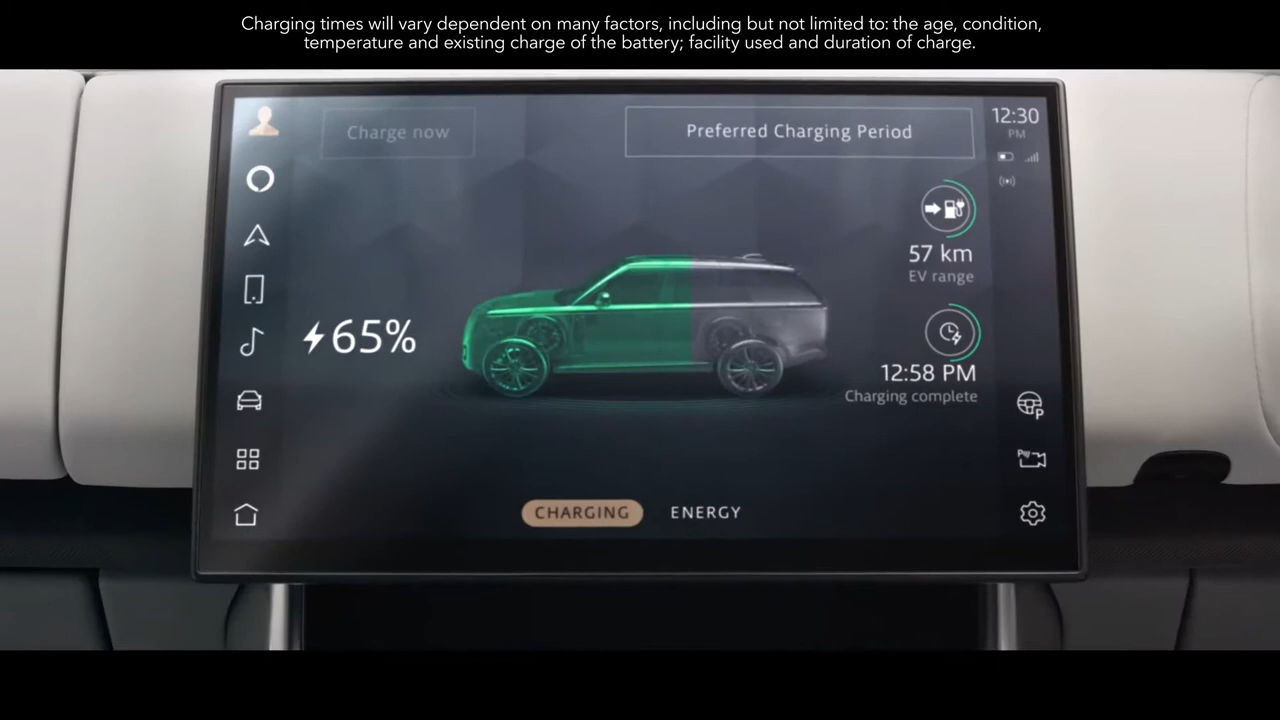 Charging times will vary dependent on many factors, including but not limited to: the age, condition,
temperature and existing charge of the battery; facility used and duration of charge.
Charge now
Preferred Charging Period
12:30
PM
57 km
EV range
65%
12:58 PM
Charging complete
P
CHARGING
ENERGY